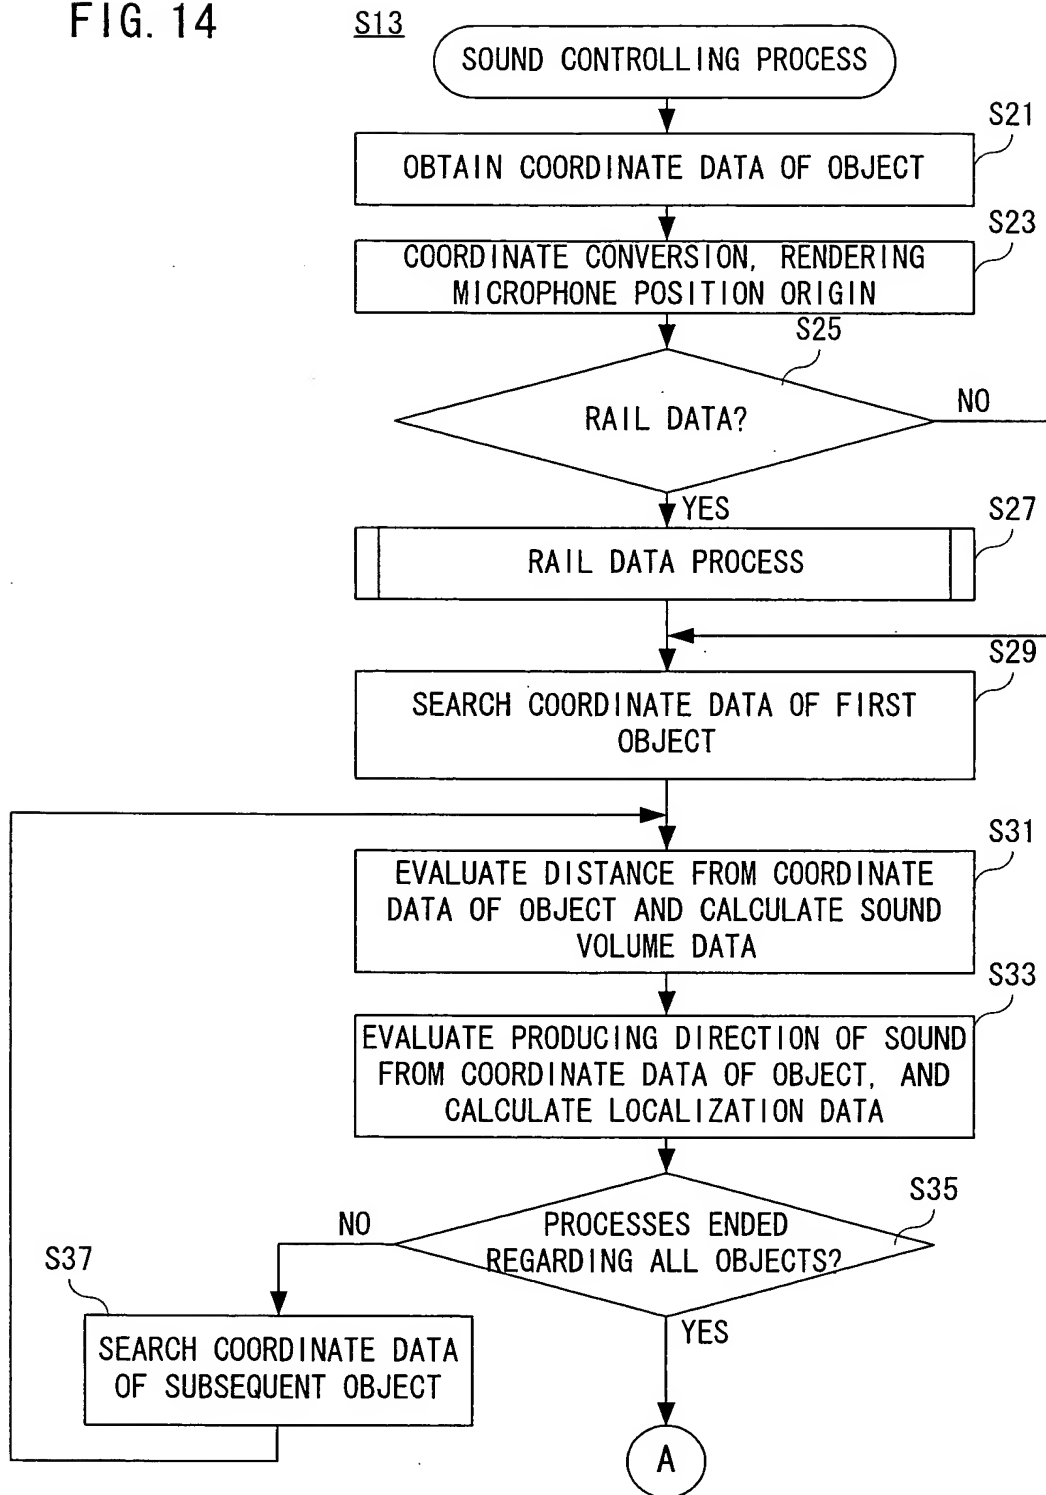 FIG. 14
S13
SOUND CONTROLLING PROCESS
S21
OBTAIN COORDINATE DATA OF OBJECT
S23
COORDINATE CONVERSION, RENDERING
MICROPHONE POSITION ORIGIN
S25
RAIL DATA?
NO
YES
S27
RAIL DATA PROCESS
S29
SEARCH COORDINATE DATA OF FIRST
OBJECT
S31
EVALUATE DISTANCE FROM COORDINATE
DATA OF OBJECT AND CALCULATE SOUND
VOLUME DATA
S33
EVALUATE PRODUCING DIRECTION OF SOUND
FROM COORDINATE DATA OF OBJECT, AND
CALCULATE LOCALIZATION DATA
S35
PROCESSES ENDED
REGARDING ALL OBJECTS?
NO
S37
SEARCH COORDINATE DATA
OF SUBSEQUENT OBJECT
YES
A